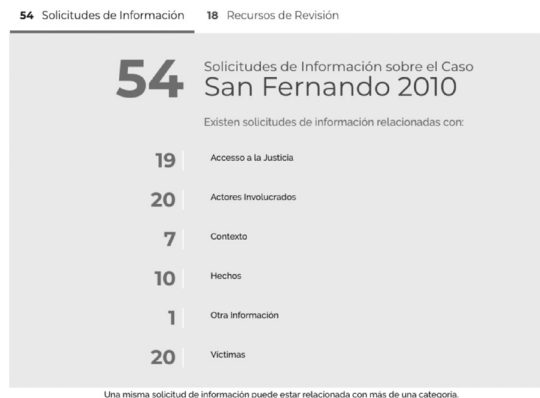 54 Solicitudes de Información 18 Recursos de Revisión
54 Solicitudes de Información sobre el Caso
San Fernando 2010
Existen solicitudes de información relacionadas con:
19 Accesso a la Justicia
20 Actores Involucrados
7 Contexto
10 Hechos
1 Otra Información
20 Víctimas
Una misma solicitud de información puede estar relacionada con más de una categoría.